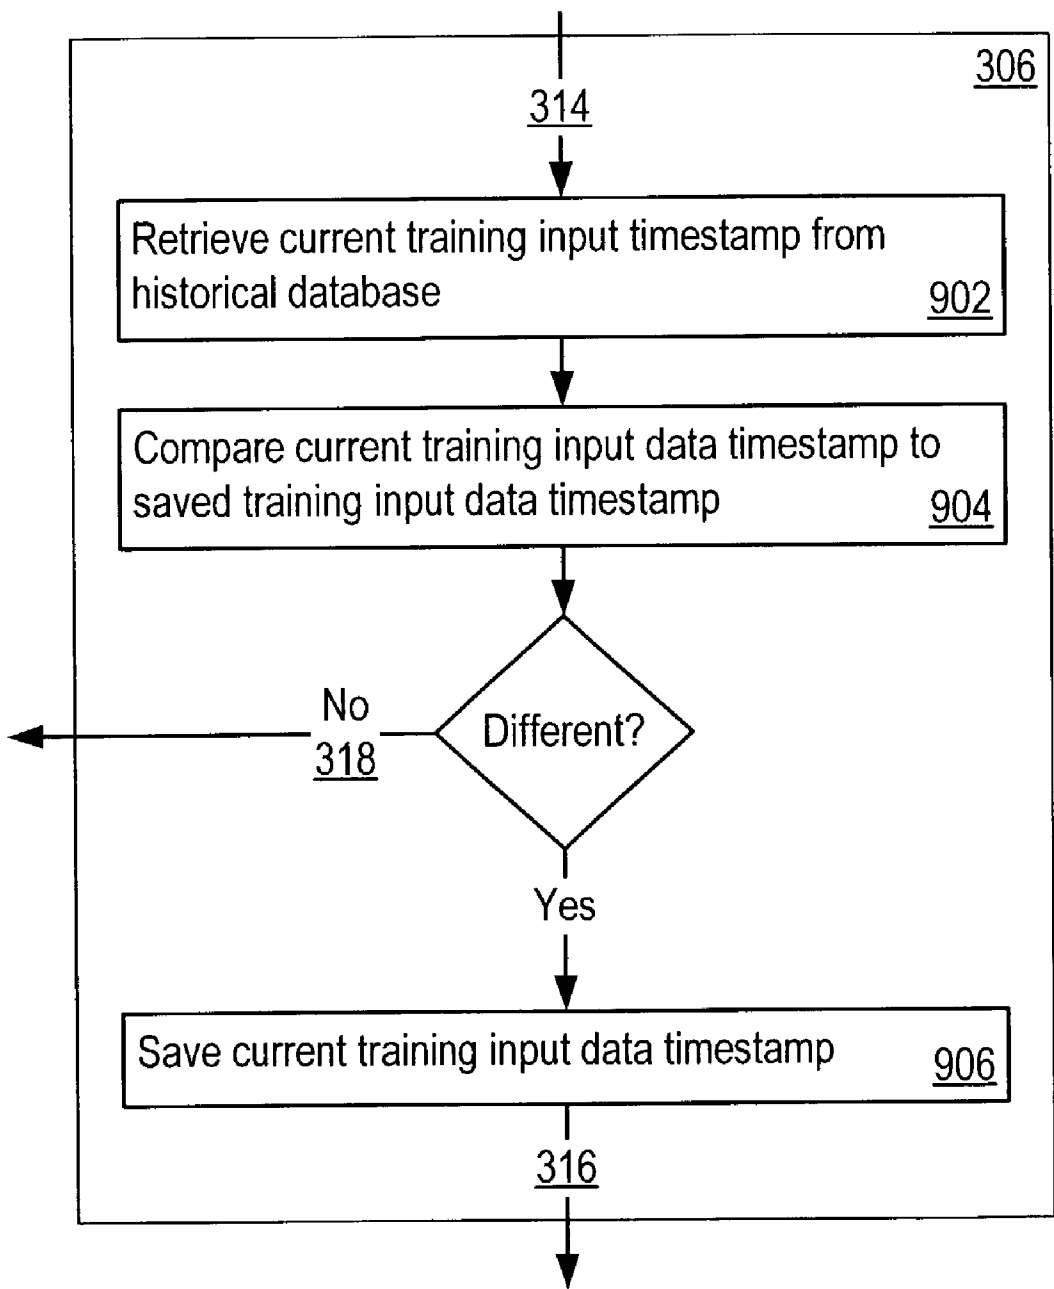 306
314
Retrieve current training input timestamp from
historical database
902
Compare current training input data timestamp to
saved training input data timestamp
904
Different?
No
318
Yes
Save current training input data timestamp
906
316